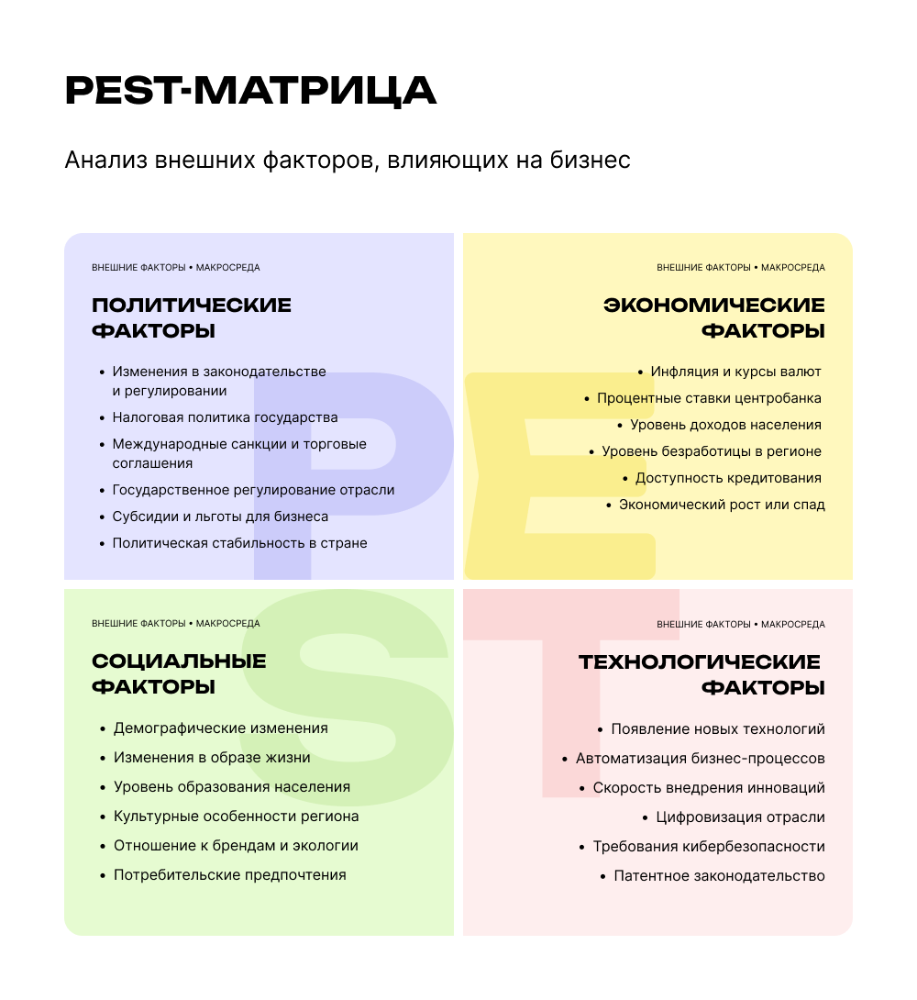 PEST-МАТРИЦА
Анализ внешних факторов, влияющих на бизнес
ВНЕШНИЕ ФАКТОРЫ • МАКРОСРЕДА
ПОЛИТИЧЕСКИЕ
ФАКТОРЫ
• Изменения в законодательстве
и регулировании
• Налоговая политика государства
• Международные санкции и торговые
соглашения
• Государственное регулирование отрасли
• Субсидии и льготы для бизнеса
• Политическая стабильность в стране
P
ВНЕШНИЕ ФАКТОРЫ • МАКРОСРЕДА
ЭКОНОМИЧЕСКИЕ
ФАКТОРЫ
• Инфляция и курсы валют
• Процентные ставки центробанка
• Уровень доходов населения
• Уровень безработицы в регионе
• Доступность кредитования
• Экономический рост или спад
E
ВНЕШНИЕ ФАКТОРЫ • МАКРОСРЕДА
СОЦИАЛЬНЫЕ
ФАКТОРЫ
• Демографические изменения
• Изменения в образе жизни
• Уровень образования населения
• Культурные особенности региона
• Отношение к брендам и экологии
• Потребительские предпочтения
S
ВНЕШНИЕ ФАКТОРЫ • МАКРОСРЕДА
ТЕХНОЛОГИЧЕСКИЕ
ФАКТОРЫ
• Появление новых технологий
• Автоматизация бизнес-процессов
• Скорость внедрения инноваций
• Цифровизация отрасли
• Требования кибербезопасности
• Патентное законодательство
T